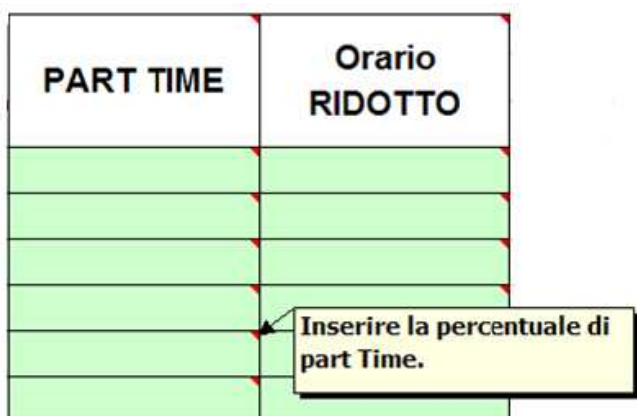 PART TIME
Orario
RIDOTTO
Inserire la percentuale di
part Time.